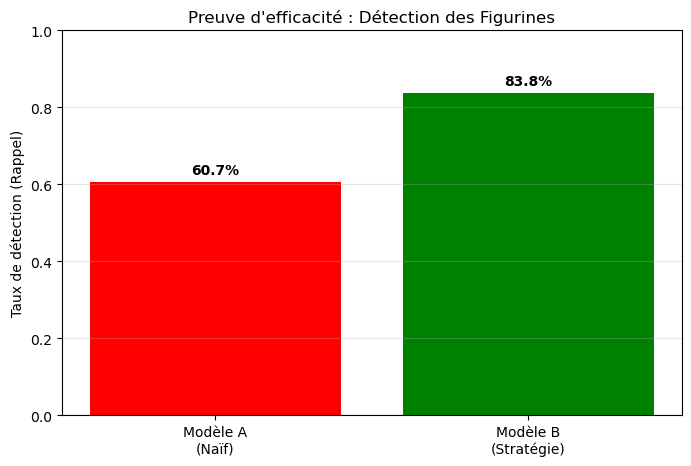 Preuve d'efficacité : Détection des Figurines
Taux de détection (Rappel)
1.0
0.8
0.6
0.4
0.2
0.0
60.7%
83.8%
Modèle A
(Naïf)
Modèle B
(Stratégie)